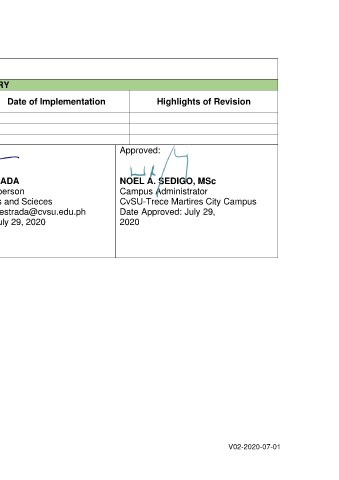 RY
Date of Implementation
Highlights of Revision
ADA
erson
s and Scieces
estrada@cvsu.edu.ph
uly 29, 2020
Approved:
NOEL A. SEDIGO, MSc
Campus Administrator
CvSU-Trece Martires City Campus
Date Approved: July 29,
2020
V02-2020-07-01